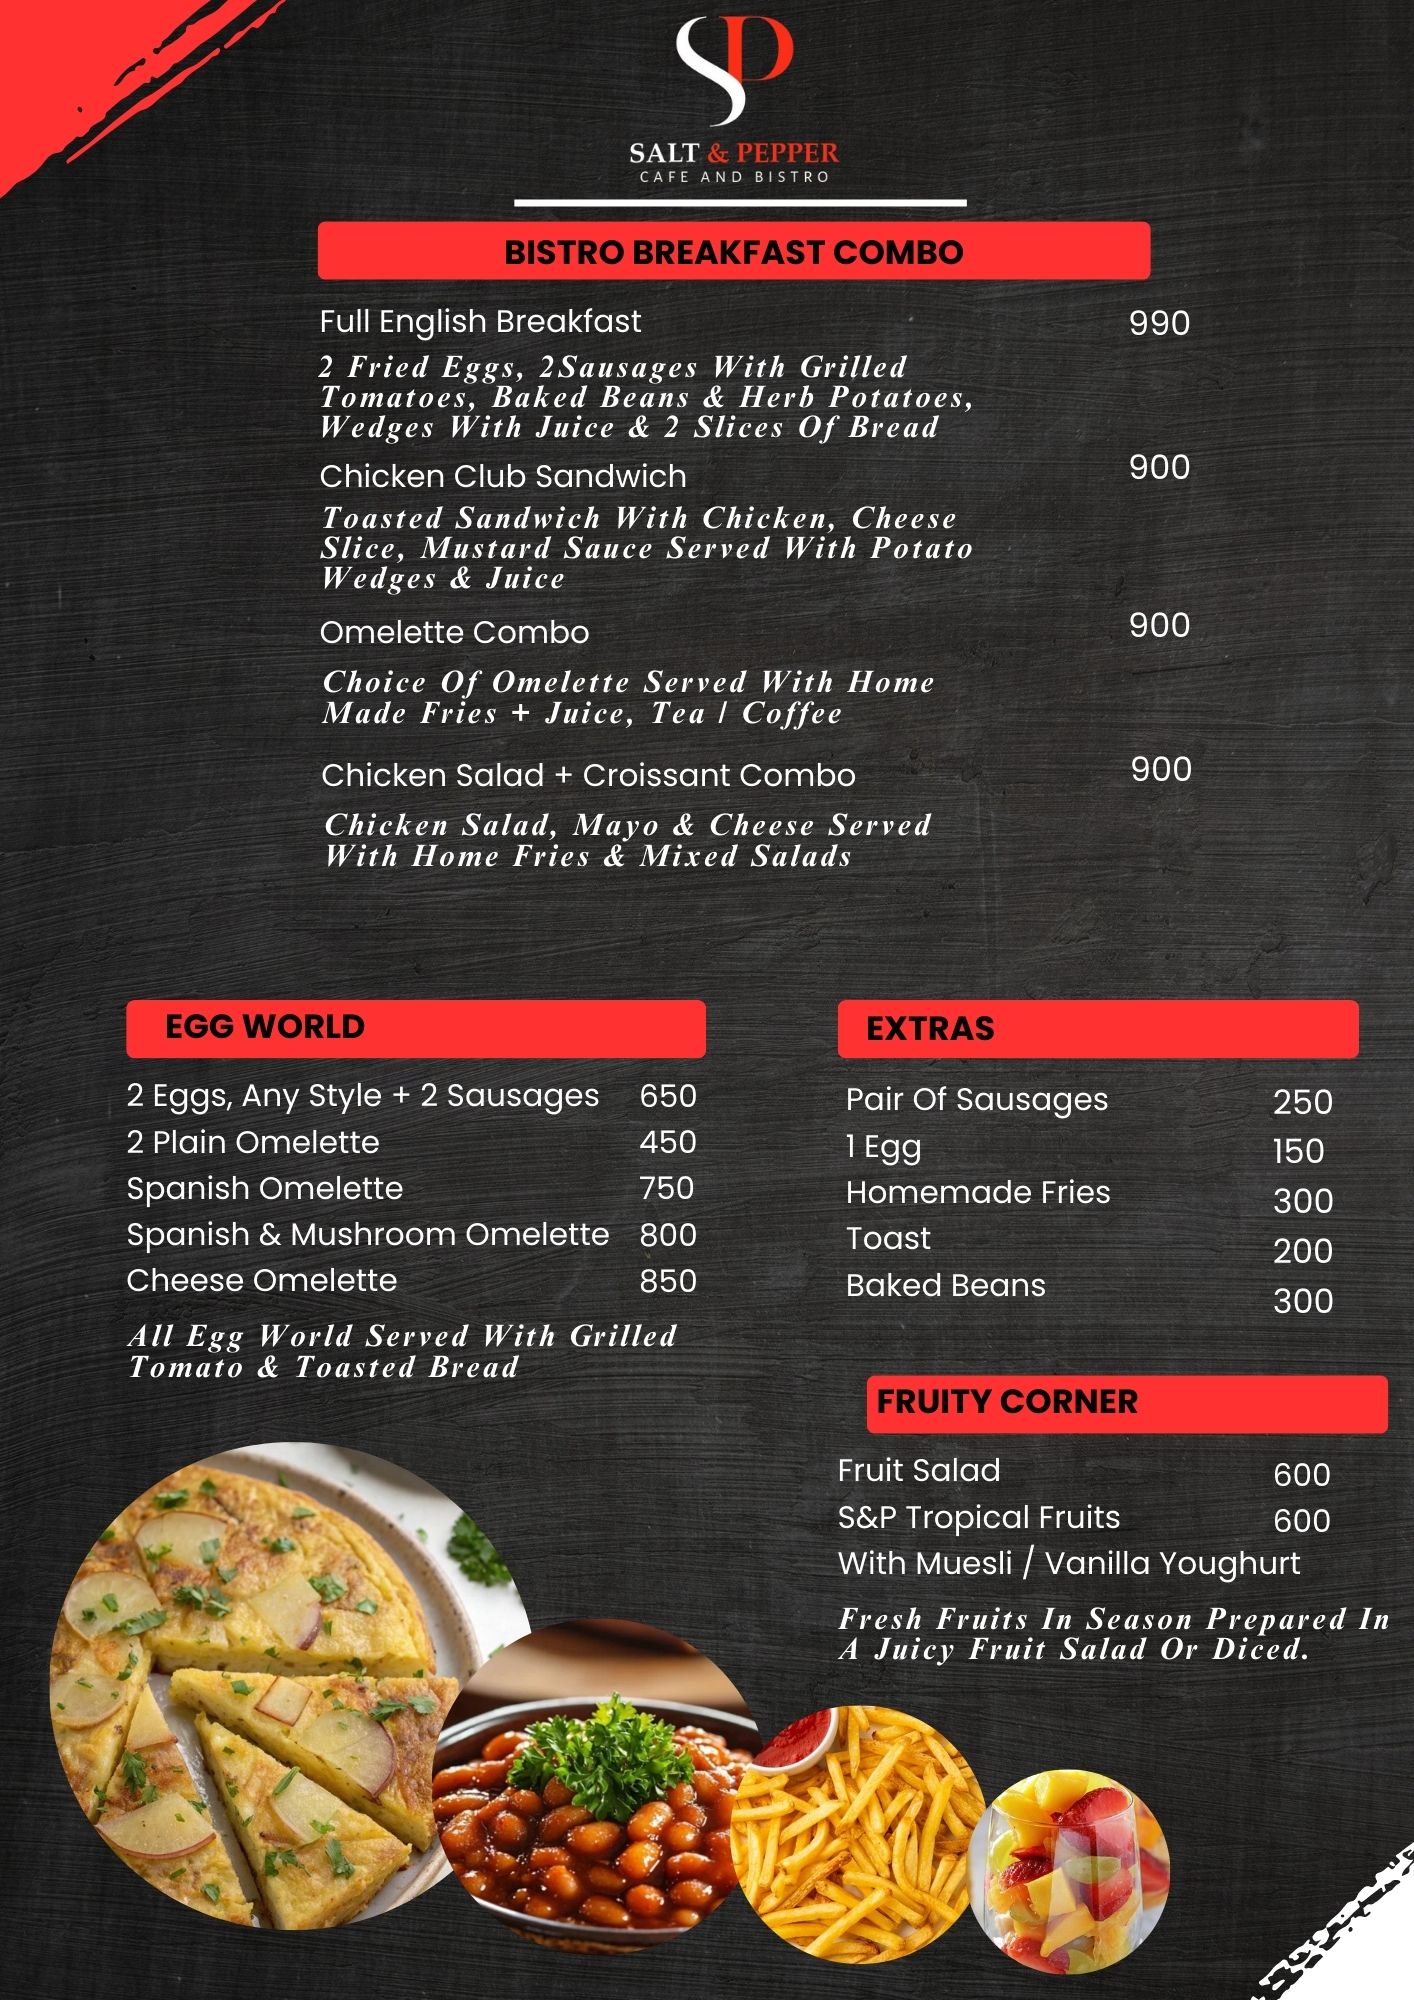 SP
SALT & PEPPER
CAFE AND BISTRO
BISTRO BREAKFAST COMBO
Full English Breakfast 990
2 Fried Eggs, 2Sausages With Grilled
Tomatoes, Baked Beans & Herb Potatoes,
Wedges With Juice & 2 Slices Of Bread
Chicken Club Sandwich 900
Toasted Sandwich With Chicken, Cheese
Slice, Mustard Sauce Served With Potato
Wedges & Juice
Omelette Combo 900
Choice Of Omelette Served With Home
Made Fries + Juice, Tea / Coffee
Chicken Salad + Croissant Combo 900
Chicken Salad, Mayo & Cheese Served
With Home Fries & Mixed Salads
EGG WORLD
2 Eggs, Any Style + 2 Sausages 650
2 Plain Omelette 450
Spanish Omelette 750
Spanish & Mushroom Omelette 800
Cheese Omelette 850
All Egg World Served With Grilled
Tomato & Toasted Bread
EXTRAS
Pair Of Sausages 250
1 Egg 150
Homemade Fries 300
Toast 200
Baked Beans 300
FRUITY CORNER
Fruit Salad 600
S&P Tropical Fruits 600
With Muesli / Vanilla Youghurt
Fresh Fruits In Season Prepared In
A Juicy Fruit Salad Or Diced.